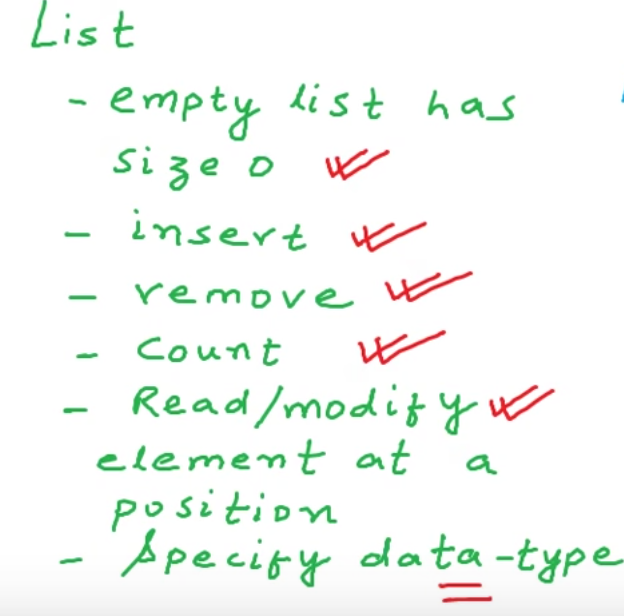 List
- empty list has
size 0
- insert
- remove
- Count
- Read/modify
element at a
position
- Specify data-type